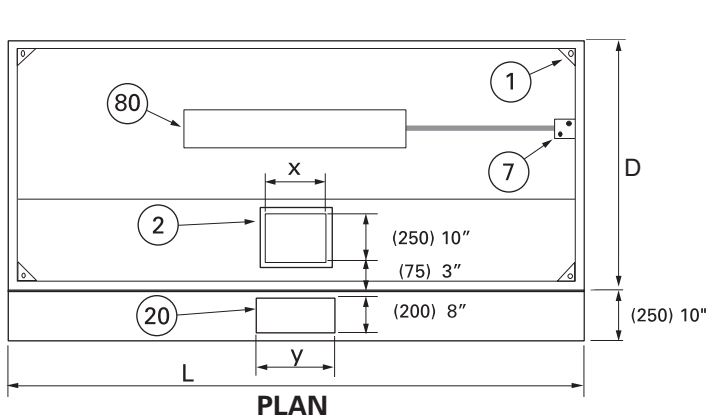 1
80
7
D
x
2
(250) 10”
(75) 3”
20
(200) 8”
(250) 10"
y
L
PLAN